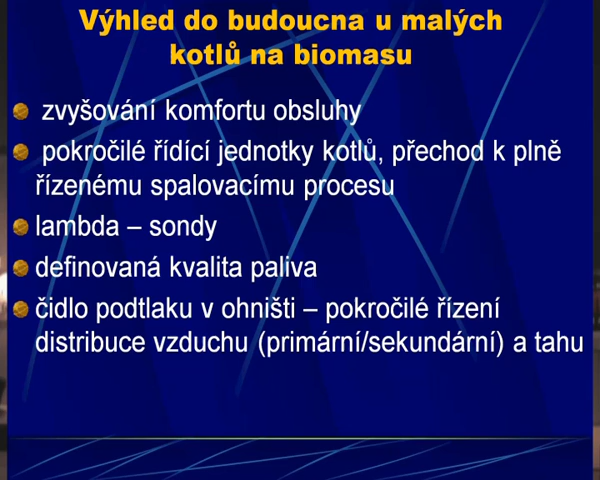 Výhled do budoucna u malých
kotlů na biomasu
zvyšování komfortu obsluhy
pokročilé řídící jednotky kotlů, přechod k plně
řízenému spalovacímu procesu
lambda – sondy
definovaná kvalita paliva
čidlo podtlaku v ohništi – pokročilé řízení
distribuce vzduchu (primární/sekundární) a tahu